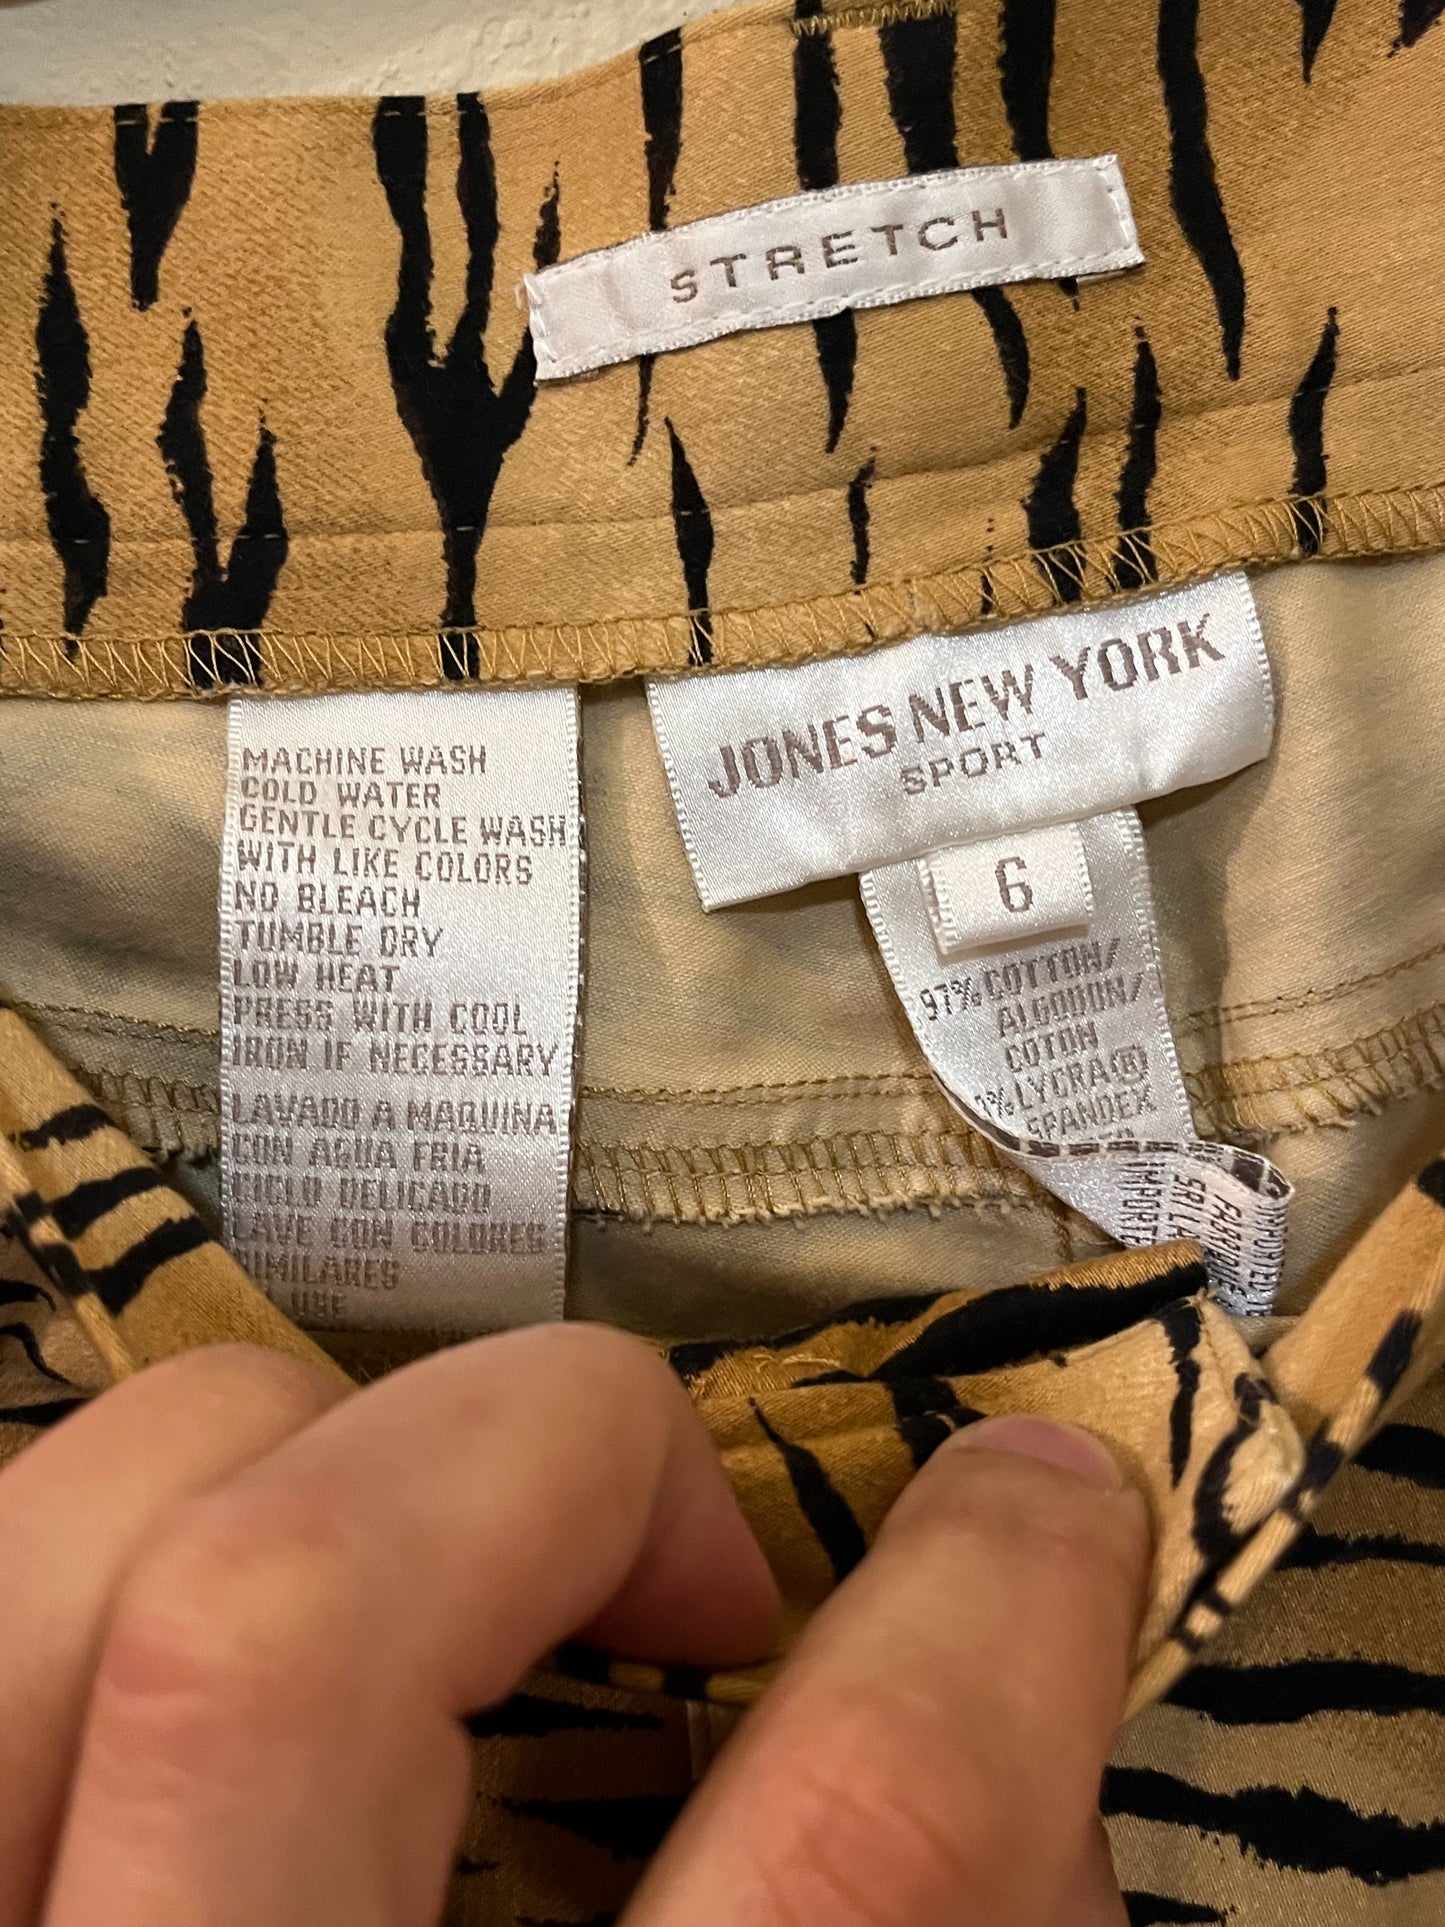 STRETCH
JONES NEW YORK
SPORT
6
97% COTTON/
ALGODON/
COTON
LYCRA®
SPANDEX
MACHINE WASH
COLD WATER
GENTLE CYCLE WASH
WITH LIKE COLORS
NO BLEACH
TUMBLE DRY
LOW HEAT
PRESS WITH COOL
IRON IF NECESSARY
LAVADO A MAQUINA
CON AGUA FRIA
CICLO DELICADO
LAVE CON COLORES
SIMILARES
USE